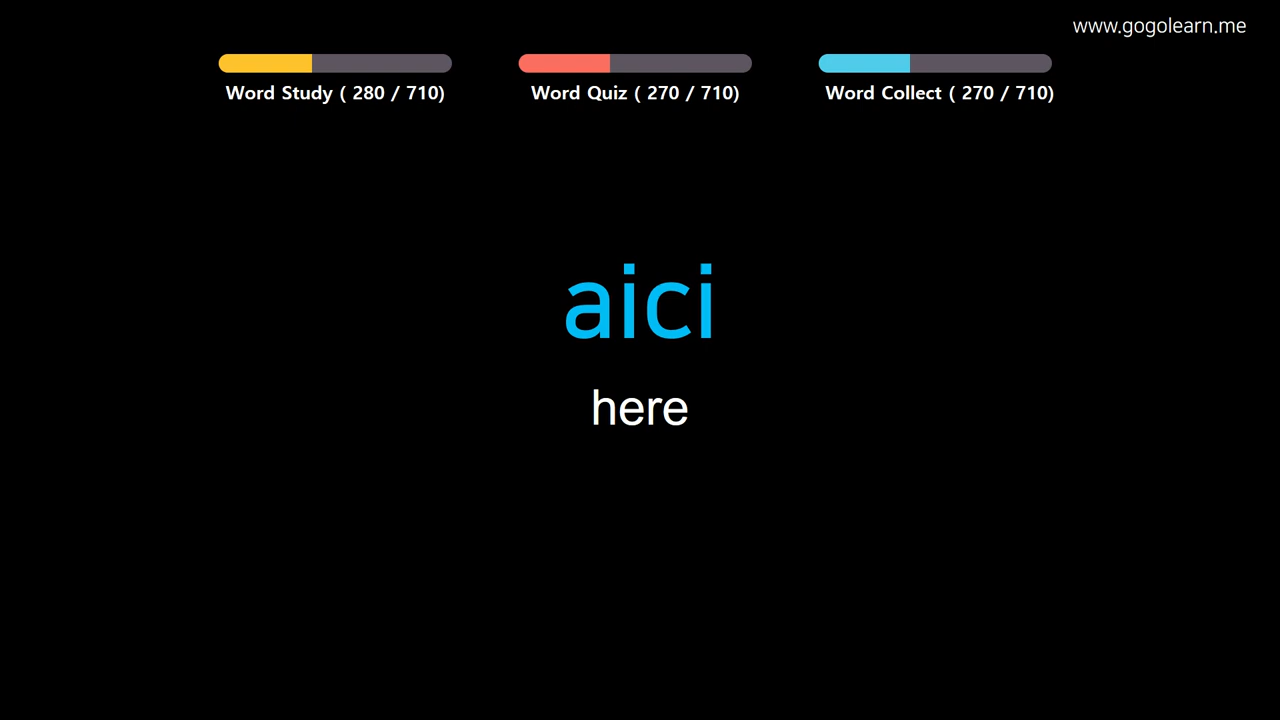 www.gogolearn.me
Word Study ( 280 / 710)
Word Quiz ( 270 / 710)
Word Collect ( 270 / 710)
aici
here